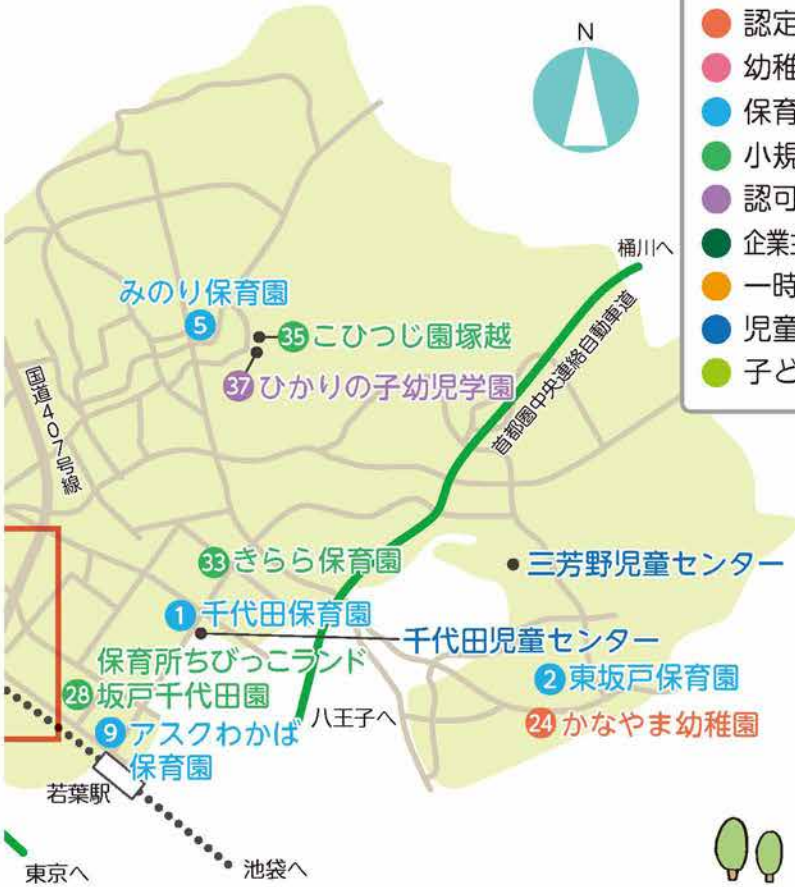 N
認定
幼稚
保育
小規
認可
企業
一時
児童
子ど
桶川へ
首都圏中央連絡自動車道
みのり保育園
5
35 こひつじ園塚越
37 ひかりの子幼児学園
国道407号線
33 きらら保育園
三芳野児童センター
1 千代田保育園
千代田児童センター
保育所ちびっこランド
28 坂戸千代田園
2 東坂戸保育園
24 かなやま幼稚園
9 アスクわかば
保育園
八王子へ
若葉駅
東京へ
池袋へ